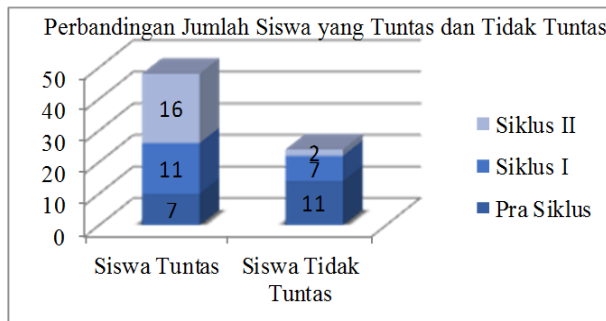 Perbandingan Jumlah Siswa yang Tuntas dan Tidak Tuntas
50
40
30
20
10
0
16
11
7
2
7
11
Siswa Tuntas
Siswa Tidak
Tuntas
Siklus II
Siklus I
Pra Siklus